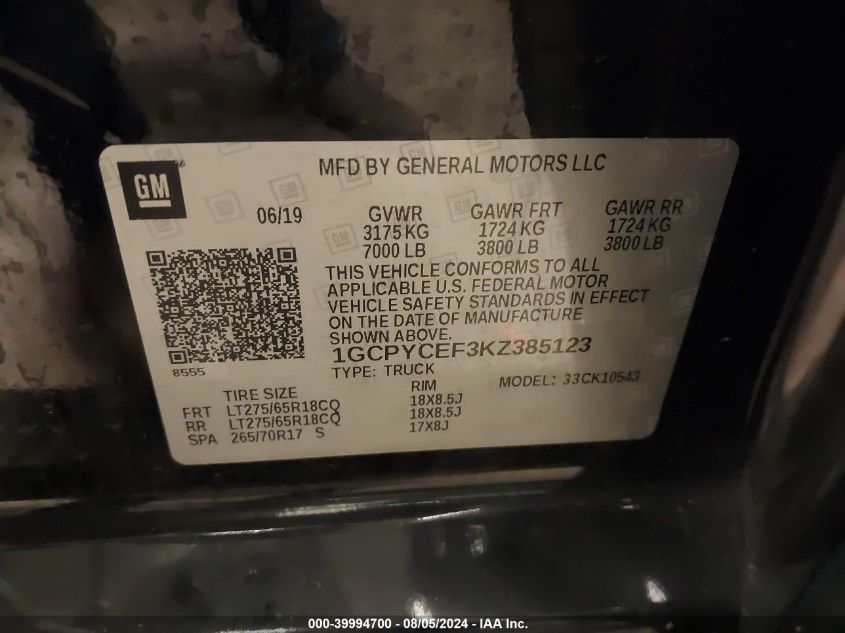 GM
MFD BY GENERAL MOTORS LLC
06/19 GVWR GAWR FRT GAWR RR
3175 KG 1724 KG 1724 KG
7000 LB 3800 LB 3800 LB
THIS VEHICLE CONFORMS TO ALL
APPLICABLE U.S. FEDERAL MOTOR
VEHICLE SAFETY STANDARDS IN EFFECT
ON THE DATE OF MANUFACTURE
SHOWN ABOVE.
1GCPYCEF3KZ385123
8555
TYPE: TRUCK MODEL: 33CK10543
TIRE SIZE RIM
FRT LT275/65R18CQ 18X8.5J
RR LT275/65R18CQ 18X8.5J
SPA 265/70R17 S 17X8J
000-39994700 - 08/05/2024 - IAA Inc.